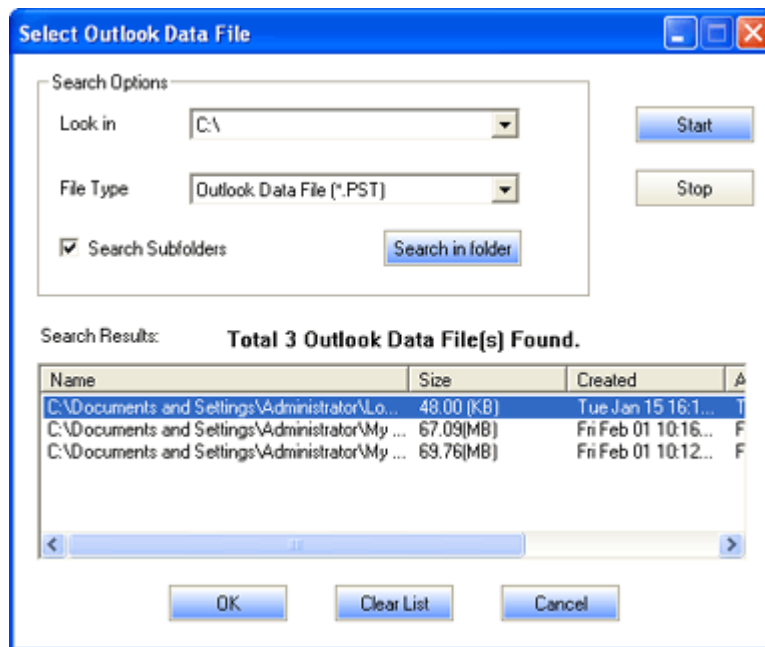 Select Outlook Data File
Search Options
Look in C:\ Start
File Type Outlook Data File (*.PST) Stop
Search Subfolders Search in folder
Search Results: Total 3 Outlook Data File(s) Found.
Name Size Created A
C:\Documents and Settings\Administrator\Lo... 48.00 (KB) Tue Jan 15 16:1... T
C:\Documents and Settings\Administrator\My ... 67.09(MB) Fri Feb 01 10:16... F
C:\Documents and Settings\Administrator\My ... 69.76(MB) Fri Feb 01 10:12... F
OK Clear List Cancel